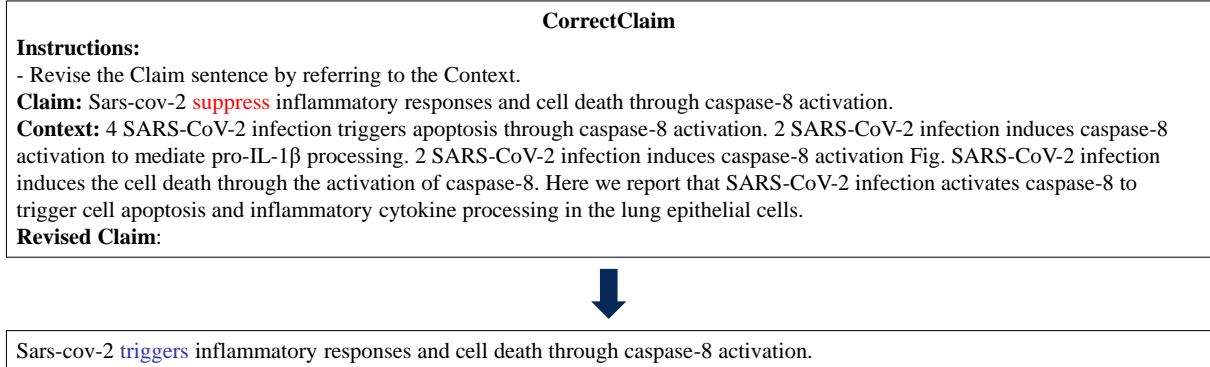 CorrectClaim
Instructions:
- Revise the Claim sentence by referring to the Context.
Claim: Sars-cov-2 suppress inflammatory responses and cell death through caspase-8 activation.
Context: 4 SARS-CoV-2 infection triggers apoptosis through caspase-8 activation. 2 SARS-CoV-2 infection induces caspase-8
activation to mediate pro-IL-1β processing. 2 SARS-CoV-2 infection induces caspase-8 activation Fig. SARS-CoV-2 infection
induces the cell death through the activation of caspase-8. Here we report that SARS-CoV-2 infection activates caspase-8 to
trigger cell apoptosis and inflammatory cytokine processing in the lung epithelial cells.
Revised Claim:
Sars-cov-2 triggers inflammatory responses and cell death through caspase-8 activation.